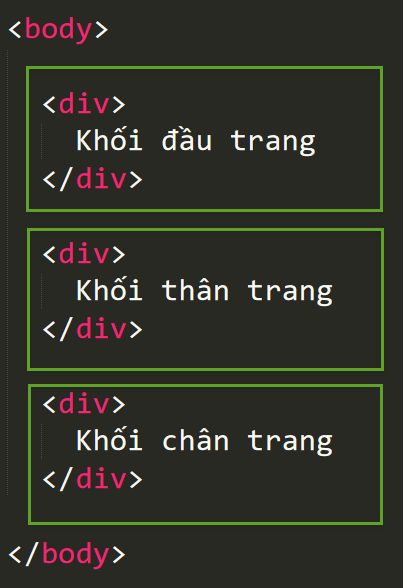 <body>
<div>
Khối đầu trang
</div>
<div>
Khối thân trang
</div>
<div>
Khối chân trang
</div>
</body>